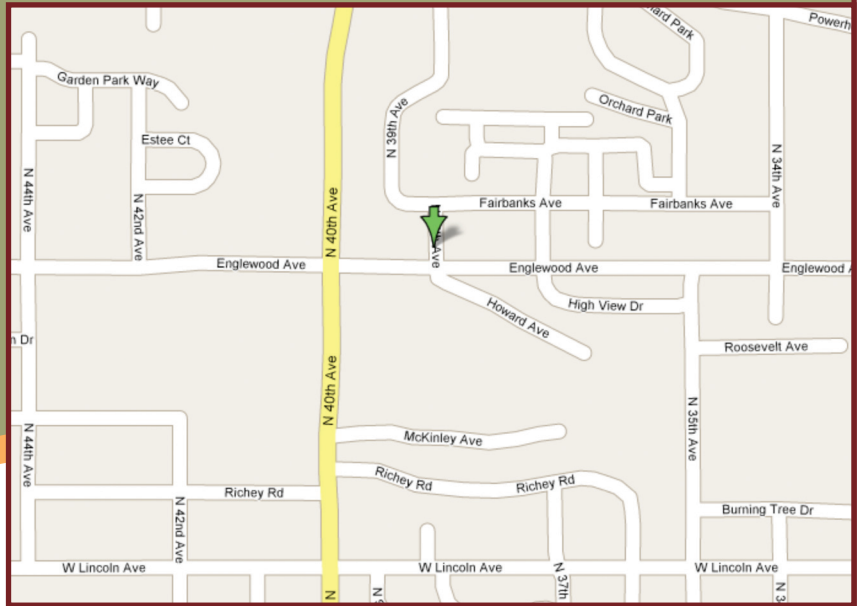 ard Park
Powerh
Garden Park Way
Orchard Park
N 39th Ave
Estee Ct
N 34th Ave
N 44th Ave
N 42nd Ave
N 40th Ave
Fairbanks Ave
Fairbanks Ave
Ave
Englewood Ave
Englewood Ave
Englewood A
High View Dr
Howard Ave
n Dr
Roosevelt Ave
N 40th Ave
N 35th Ave
N 44th Ave
McKinley Ave
Richey Rd
Richey Rd
Richey Rd
N 42nd Ave
Burning Tree Dr
W Lincoln Ave
W Lincoln Ave
W Lincoln Ave
N 37th
N
N 3